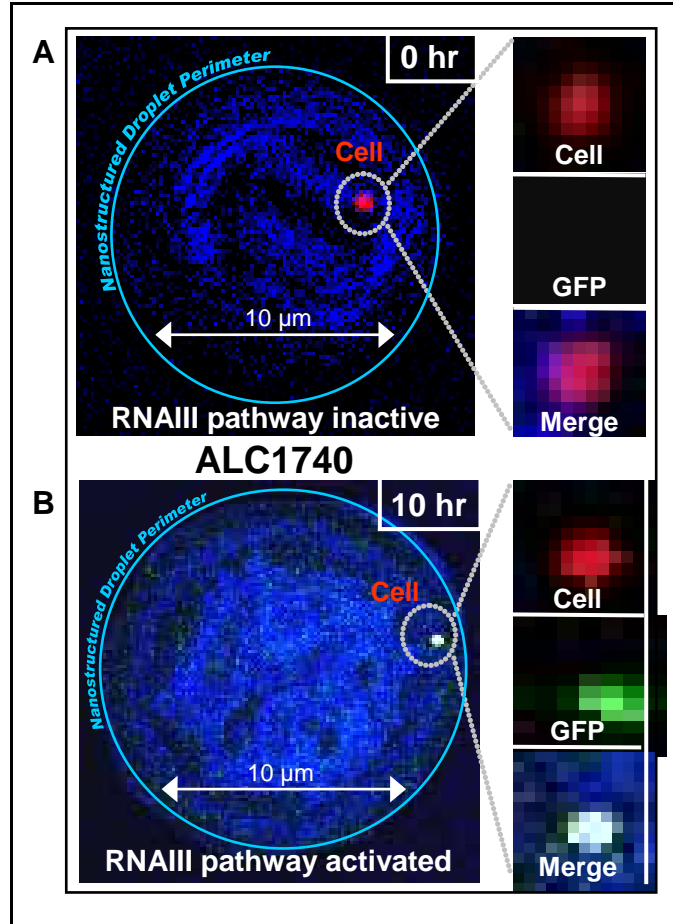 A
0 hr
Nanostructured Droplet Perimeter
Cell
10 µm
RNAIII pathway inactive
Cell
GFP
Merge
ALC1740
B
10 hr
Nanostructured Droplet Perimeter
Cell
10 µm
RNAIII pathway activated
Cell
GFP
Merge